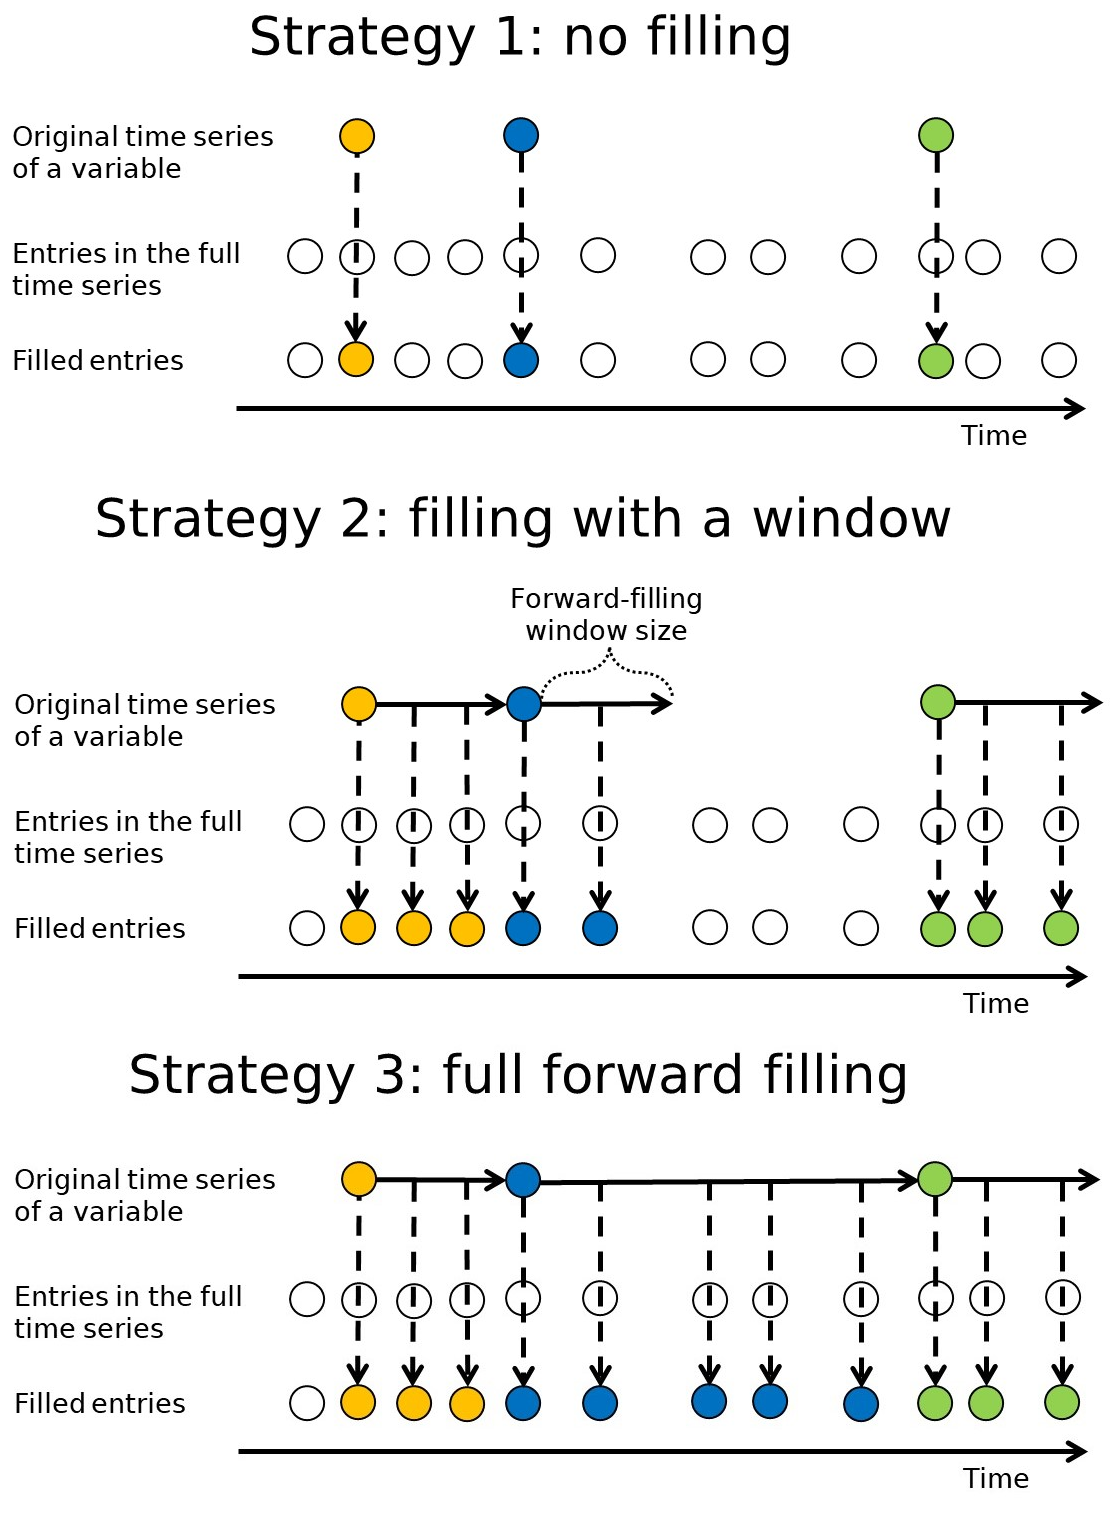 Strategy 1: no filling
Original time series
of a variable
Entries in the full
time series
Filled entries
Time
Strategy 2: filling with a window
Forward-filling
window size
Original time series
of a variable
Entries in the full
time series
Filled entries
Time
Strategy 3: full forward filling
Original time series
of a variable
Entries in the full
time series
Filled entries
Time